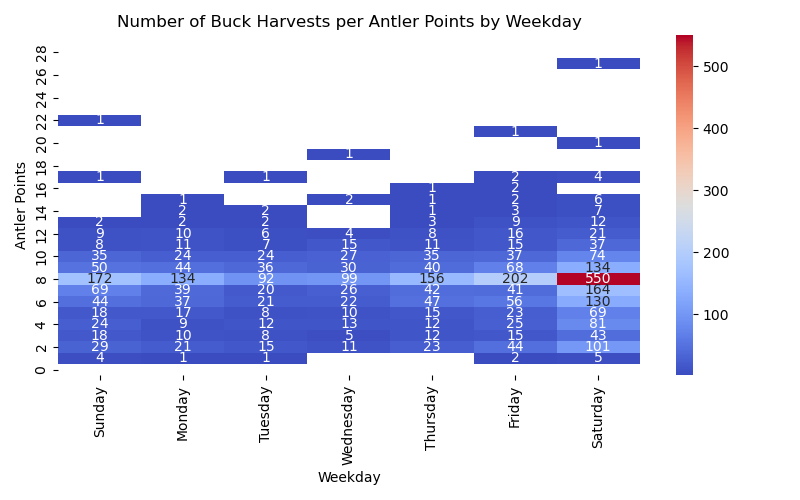 Number of Buck Harvests per Antler Points by Weekday
Antler Points
28
1
26
24
22 1
1
20 1
1
18
1 1 2 4
16 1 2
1 2 1 2 6
14 2 2 1 3 7
2 2 2 3 9 12
12 9 10 6 4 8 16 21
8 11 7 15 11 15 37
10 35 24 24 27 35 37 74
50 44 36 30 40 68 134
8 172 134 92 99 156 202 550
69 39 20 26 42 41 164
6 44 37 21 22 47 56 130
18 17 8 10 15 23 69
4 24 9 12 13 12 25 81
18 10 8 5 12 15 43
2 29 21 15 11 23 44 101
4 1 1 2 5
0
Sunday Monday Tuesday Wednesday Thursday Friday Saturday
Weekday
500
400
300
200
100